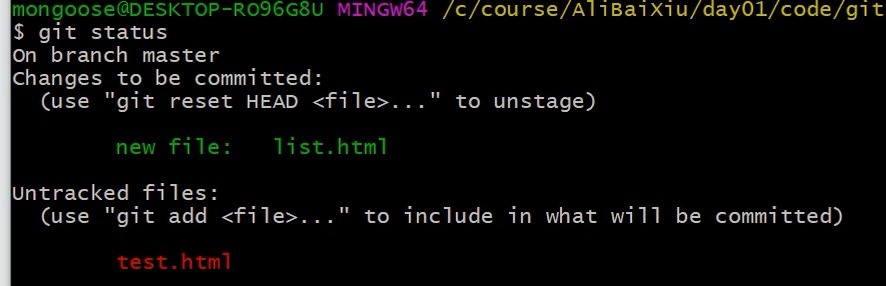 mongoose@DESKTOP-RO96G8U MINGW64 /c/course/AliBaiXiu/day01/code/git
$ git status
On branch master
Changes to be committed:
  (use "git reset HEAD <file>..." to unstage)
        new file:   list.html
Untracked files:
  (use "git add <file>..." to include in what will be committed)
        test.html